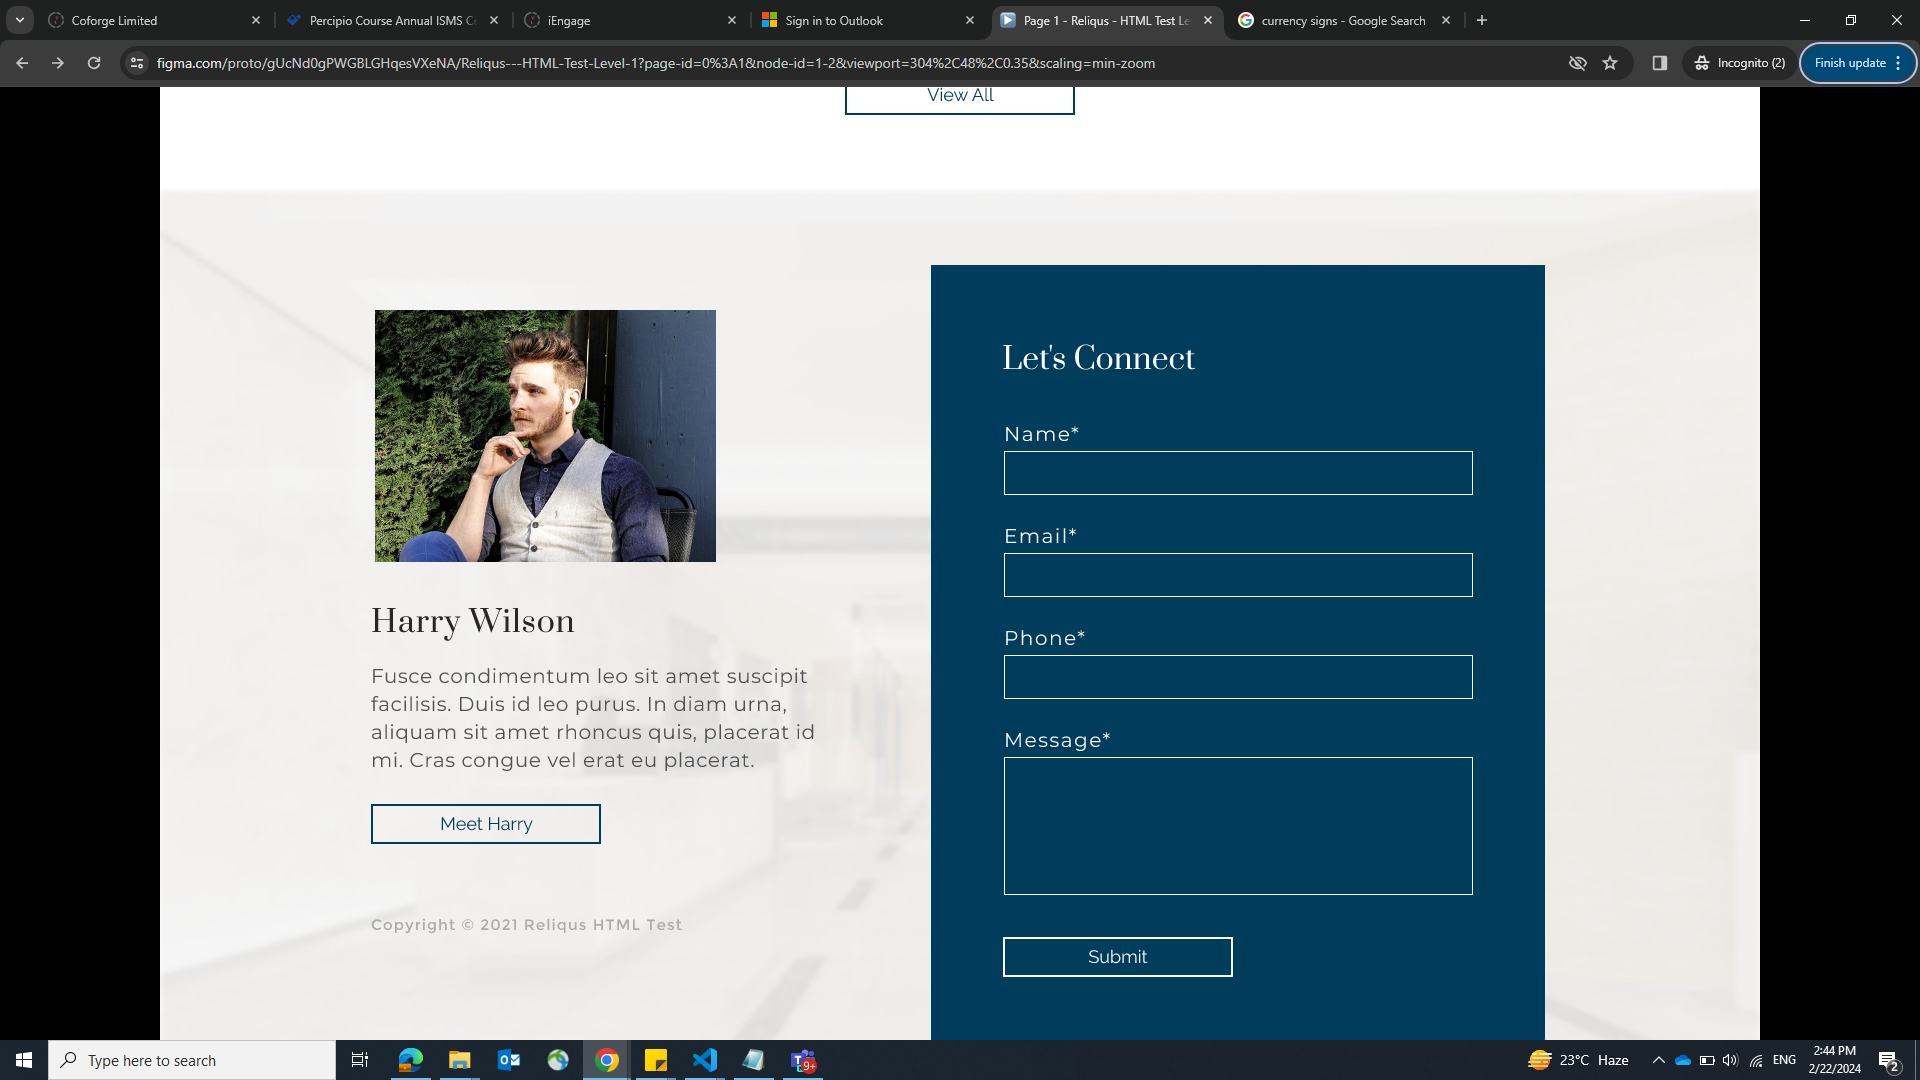 Coforge Limited
Percipio Course Annual ISMS Ce
iEngage
Sign in to Outlook
Page 1 - Reliqus - HTML Test Le
currency signs - Google Search
figma.com/proto/gUcNd0gPWGBLGHqesVXeNA/Reliqus---HTML-Test-Level-1?page-id=0%3A1&node-id=1-2&viewport=304%2C48%2C0.35&scaling=min-zoom
Incognito (2)
Finish update
View All
Harry Wilson
Fusce condimentum leo sit amet suscipit
facilisis. Duis id leo purus. In diam urna,
aliquam sit amet rhoncus quis, placerat id
mi. Cras congue vel erat eu placerat.
Meet Harry
Copyright © 2021 Reliqus HTML Test
Let's Connect
Name*
Email*
Phone*
Message*
Submit
Type here to search
9+
23°C Haze
ENG
2:44 PM
2/22/2024
2